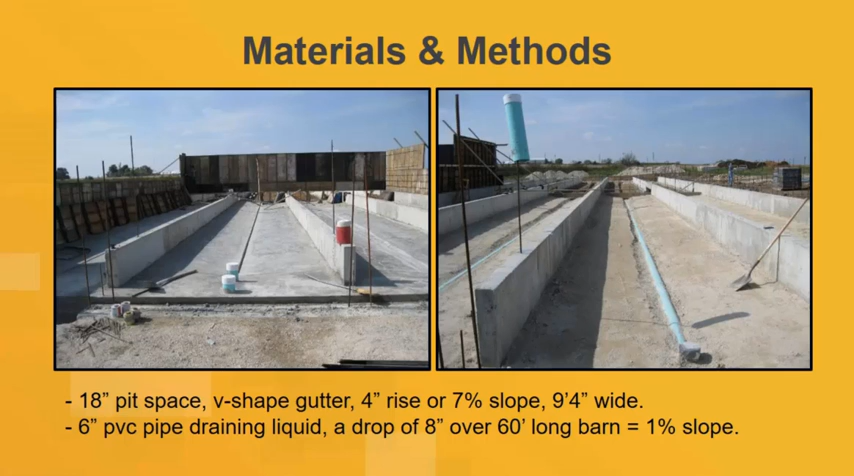 Materials & Methods
- 18” pit space, v-shape gutter, 4” rise or 7% slope, 9’4” wide.
- 6” pvc pipe draining liquid, a drop of 8” over 60’ long barn = 1% slope.